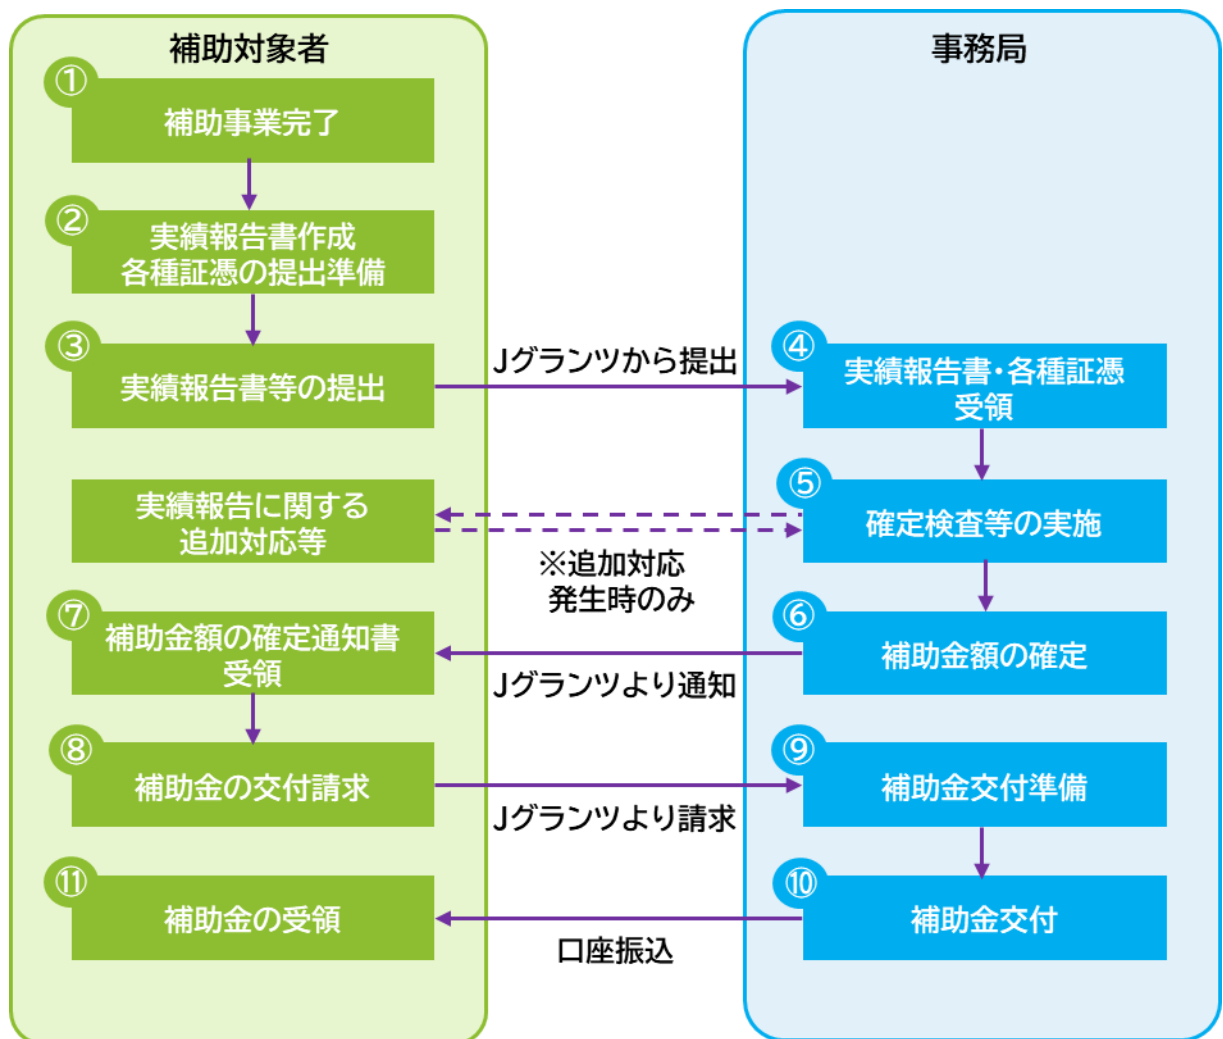 補助対象者
事務局
①
補助事業完了
②
実績報告書作成
各種証憑の提出準備
③
実績報告書等の提出
Jグランツから提出
④
実績報告書・各種証憑
受領
実績報告に関する
追加対応等
※追加対応
発生時のみ
⑤
確定検査等の実施
⑥
補助金額の確定
Jグランツより通知
⑦
補助金額の確定通知書
受領
⑧
補助金の交付請求
Jグランツより請求
⑨
補助金交付準備
⑩
補助金交付
口座振込
⑪
補助金の受領